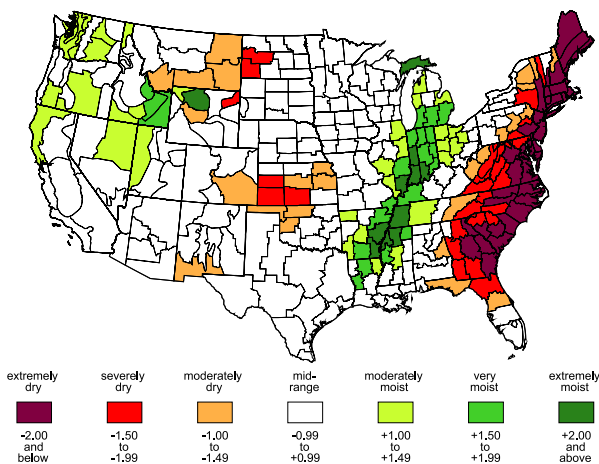 extremely dry severely dry moderately dry mid-range moderately moist very moist extremely moist
-2.00 and below -1.50 to -1.99 -1.00 to -1.49 -0.99 to +0.99 +1.00 to +1.49 +1.50 to +1.99 +2.00 and above